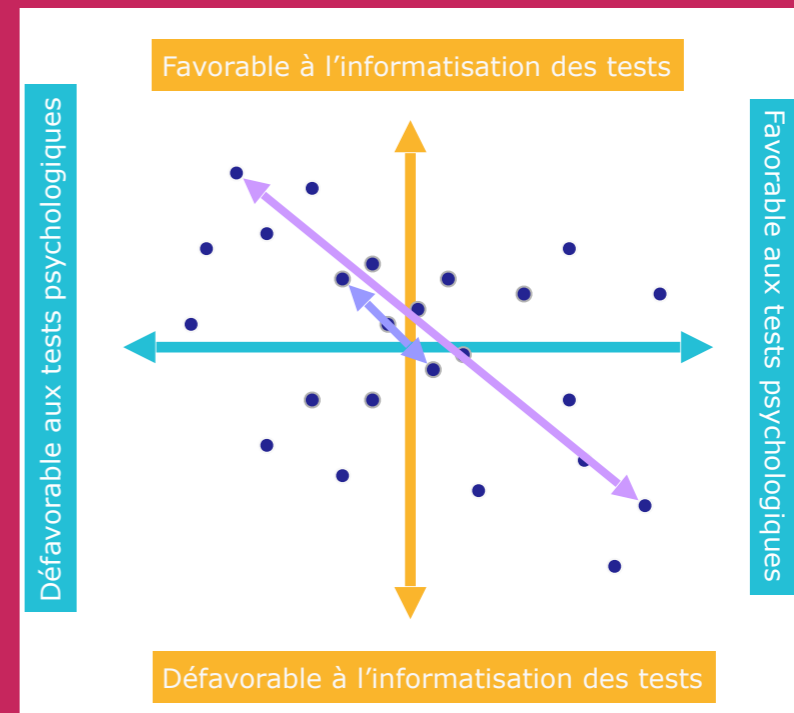 Favorable à l’informatisation des tests
Défavorable aux tests psychologiques
Favorable aux tests psychologiques
Défavorable à l’informatisation des tests